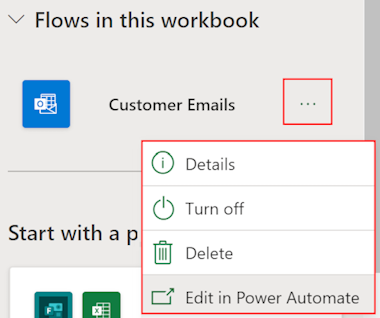 Flows in this workbook
Customer Emails
...
Details
Turn off
Delete
Start with a p
Edit in Power Automate